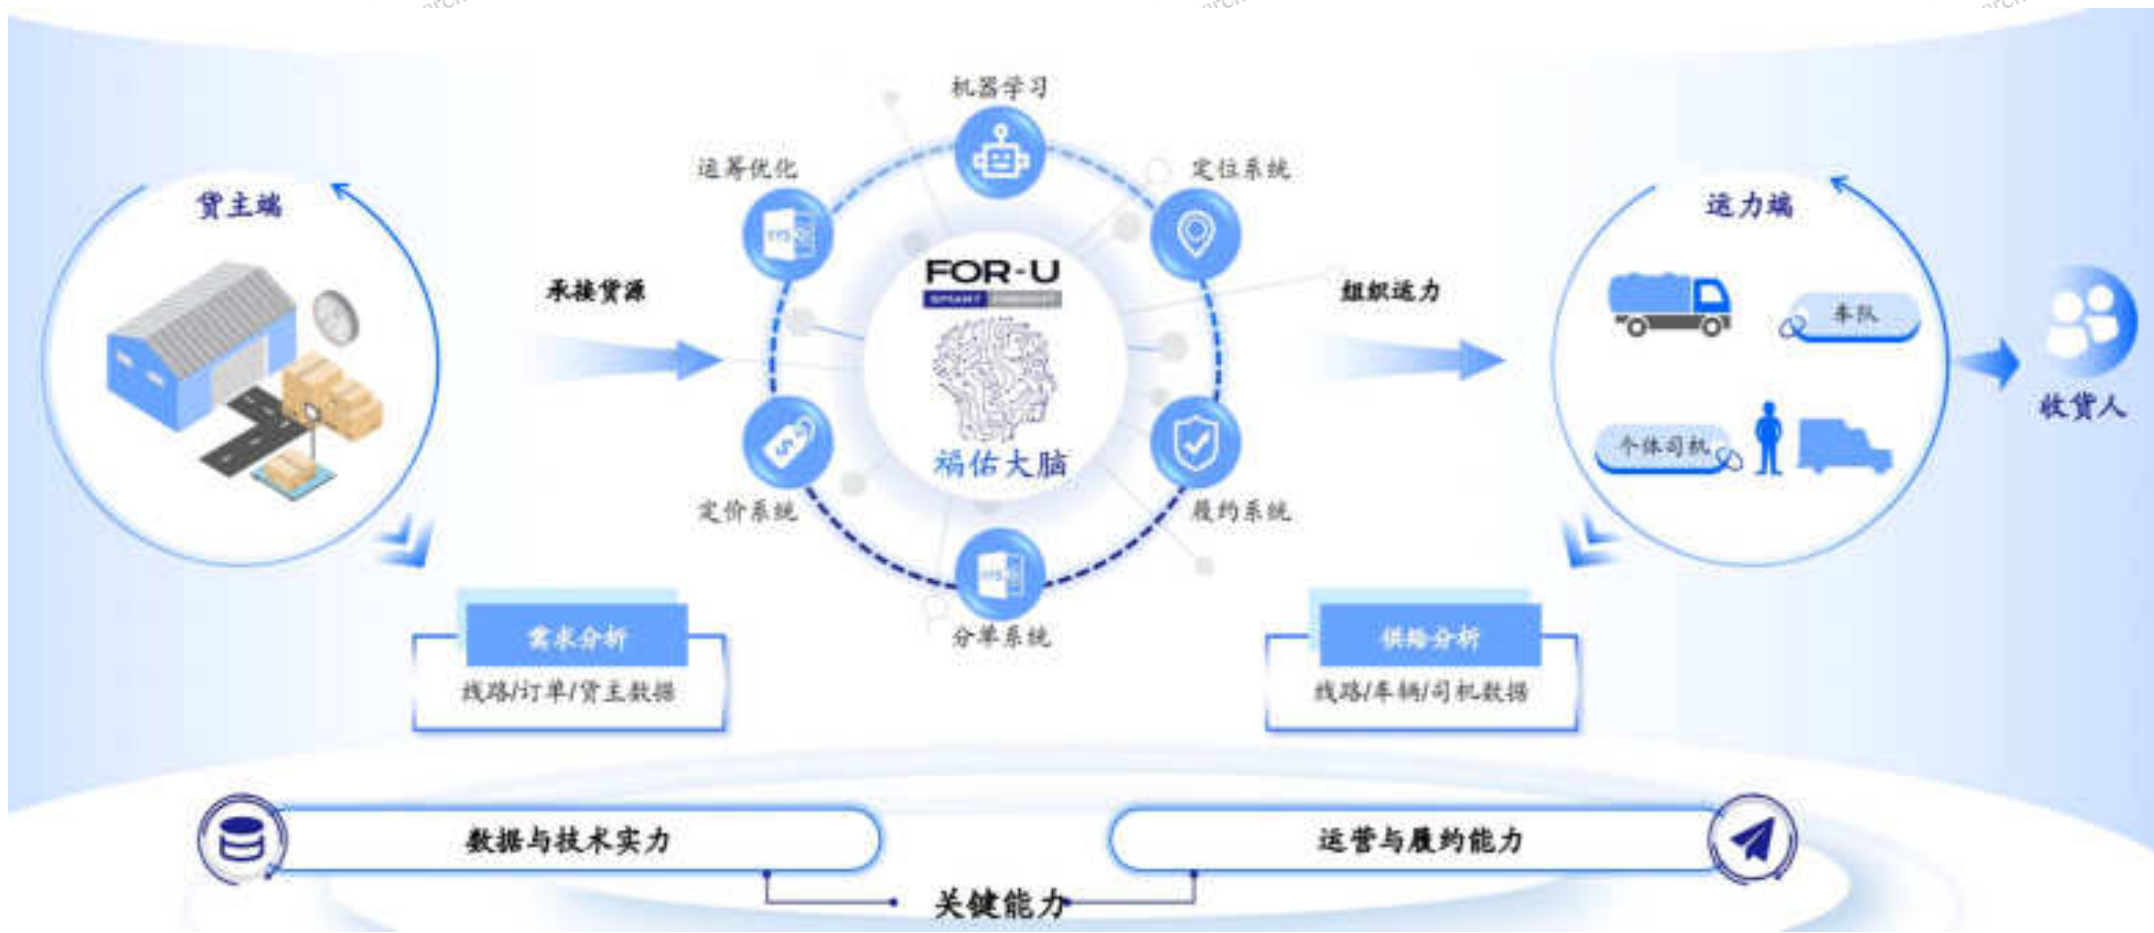 机器学习
运筹优化
定位系统
货主端
运力端
FOR-U
SMART
承接货源
组织运力
车队
个体司机
收货人
福佑大脑
定价系统
履约系统
分单系统
需求分析
线路/订单/货主数据
供给分析
线路/车辆/司机数据
数据与技术实力
运营与履约能力
关键能力